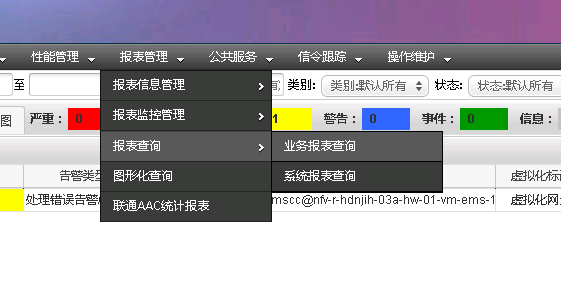 性能管理 报表管理 公共服务 信令跟踪 操作维护
至 类别: 类别:默认所有 状态: 状态:默认所有
报表信息管理
图 严重: 0 1 警告: 0 事件: 0 信息:
报表监控管理
报表查询 业务报表查询
图形化查询 系统报表查询
告警类 虚拟化标
处理错误告警 mscc@nfv-r-hdnjih-03a-hw-01-vm-ems-1 虚拟化网
联通AAC统计报表